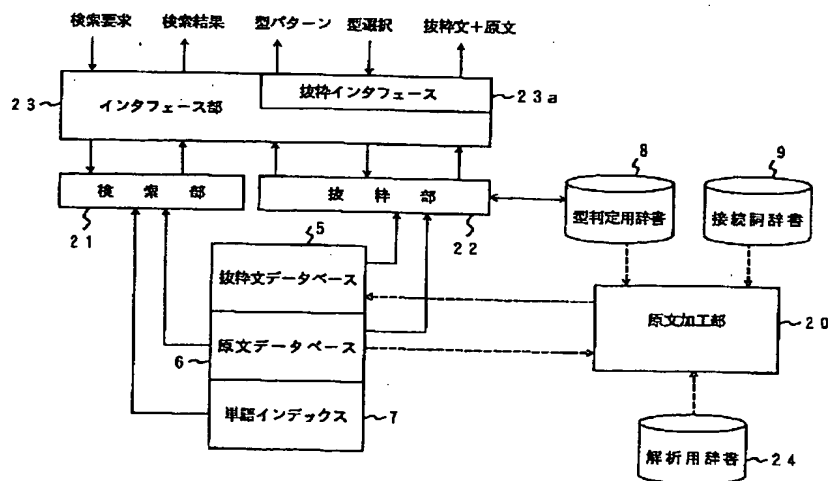 検索要求 検索結果 型パターン 型選択 抜粋文+原文
抜粋インタフェース
23 インタフェース部 23a
8 9
検索部 抜粋部
型判定用辞書 接続詞辞書
21 5 22
抜粋文データベース
原文加工部 20
原文データベース
6
単語インデックス 7
解析用辞書 24